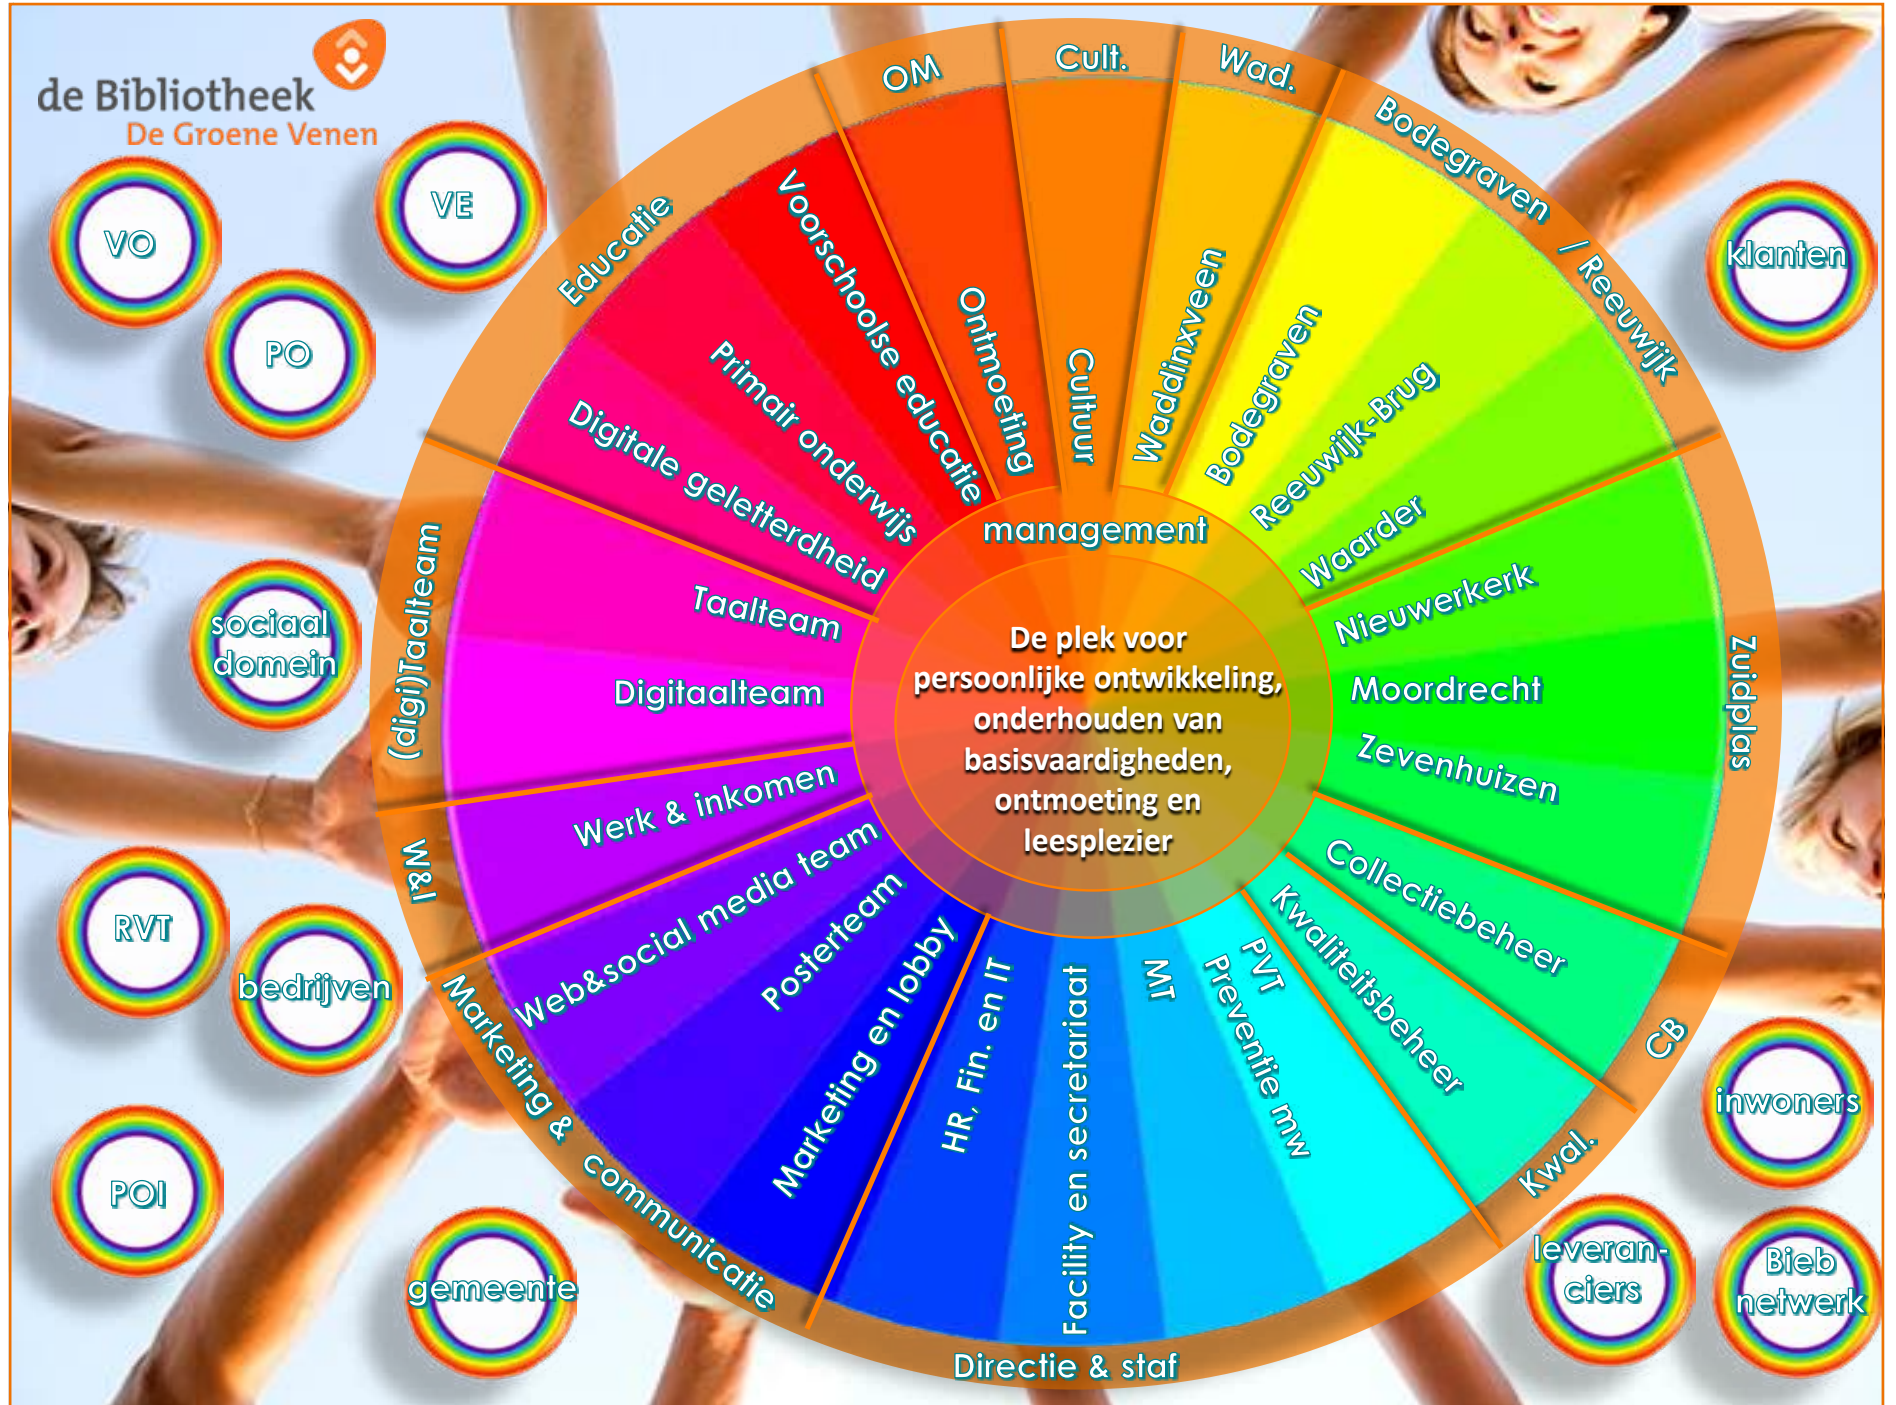 de Bibliotheek
De Groene Venen
VO
VE
PO
sociaal
domein
RVT
bedrijven
POI
gemeente
klanten
inwoners
leveran-
ciers
Bieb
netwerk
OM
Cult.
Wad.
Bodegraven / Reeuwijk
Zuidplas
CB
Kwal.
Directie & staf
Marketing & communicatie
W&I
(digi)Taalteam
Educatie
Ontmoeting
Cultuur
Waddinxveen
Bodegraven
Reeuwijk-Brug
Waarder
Nieuwerkerk
Moordrecht
Zevenhuizen
Collectiebeheer
Kwaliteitsbeheer
PVT
Preventie mw
MT
Facility en secretariaat
HR, Fin. en IT
Marketing en lobby
Posterteam
Web&social media team
Werk & inkomen
Digitaalteam
Taalteam
Digitale geletterdheid
Primair onderwijs
Voorschoolse educatie
management
De plek voor
persoonlijke ontwikkeling,
onderhouden van
basisvaardigheden,
ontmoeting en
leesplezier